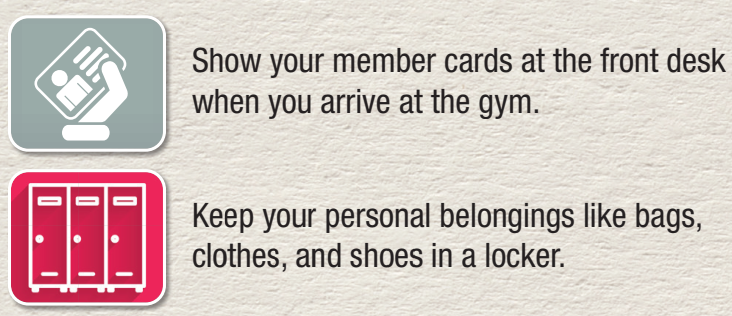 Show your member cards at the front desk
when you arrive at the gym.
Keep your personal belongings like bags,
clothes, and shoes in a locker.